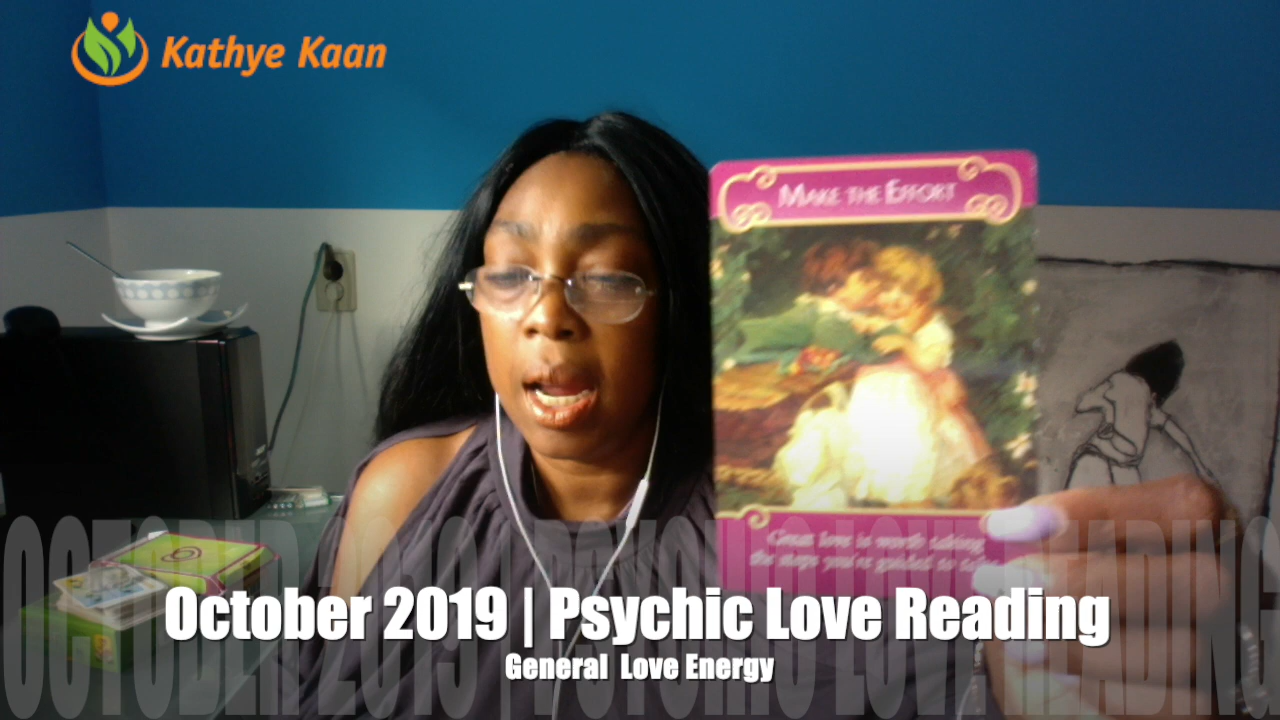 Kathye Kaan
MAKE THE EFFORT
Great love is worth taking
the steps you're guided to
OCTOBER 2019 | PSYCHIC LOVE READING
October 2019 | Psychic Love Reading
General Love Energy